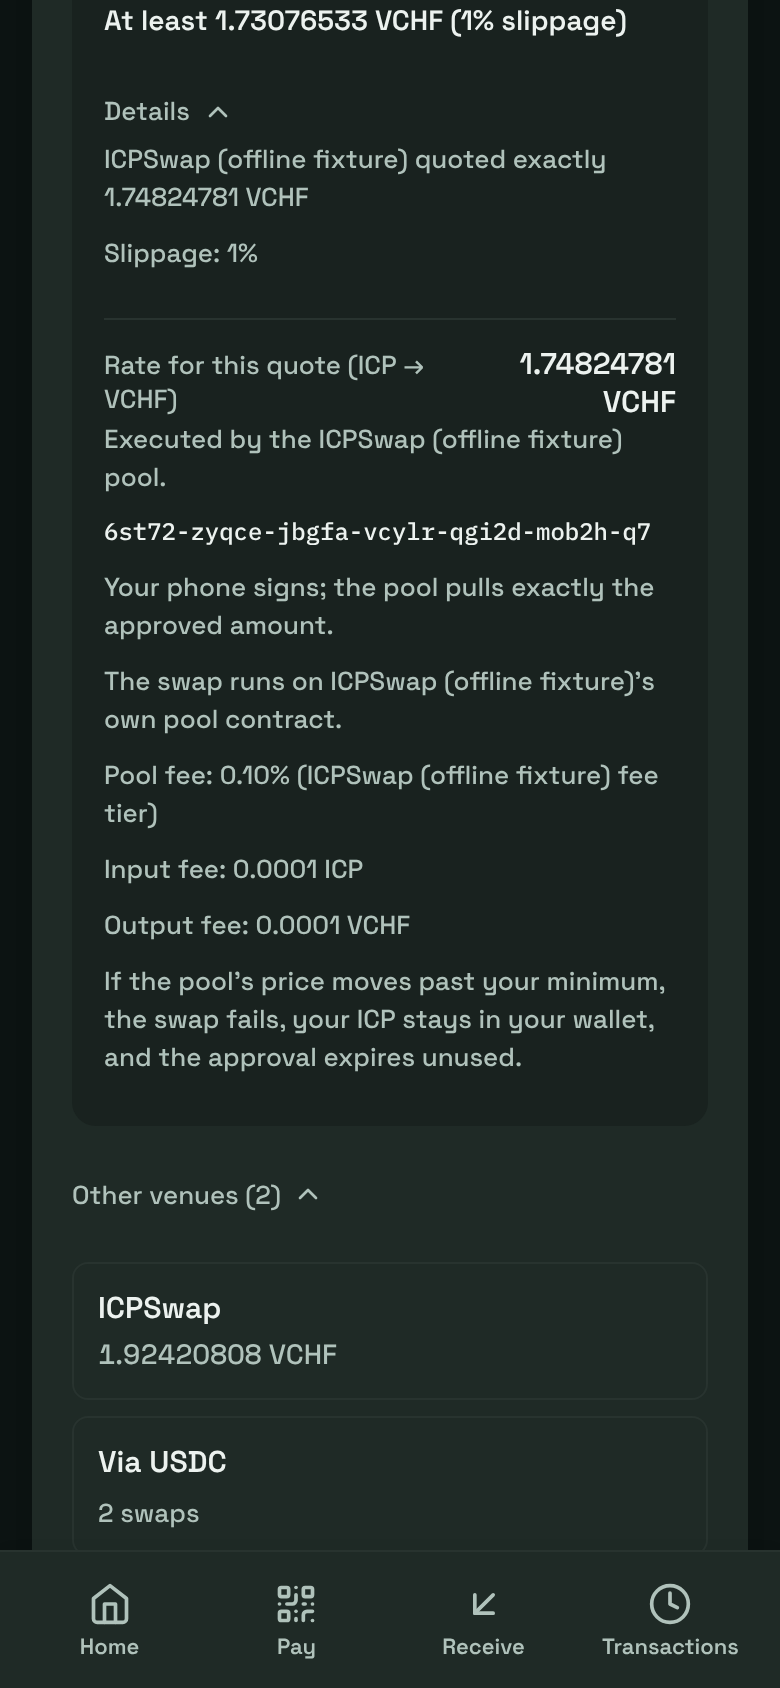 At least 1.73076533 VCHF (1% slippage)
Details
ICPSwap (offline fixture) quoted exactly
1.74824781 VCHF
Slippage: 1%
Rate for this quote (ICP →
VCHF)
1.74824781
VCHF
Executed by the ICPSwap (offline fixture)
pool.
6st72-zyqce-jbgfa-vcylr-qgi2d-mob2h-q7
Your phone signs; the pool pulls exactly the
approved amount.
The swap runs on ICPSwap (offline fixture)’s
own pool contract.
Pool fee: 0.10% (ICPSwap (offline fixture) fee
tier)
Input fee: 0.0001 ICP
Output fee: 0.0001 VCHF
If the pool’s price moves past your minimum,
the swap fails, your ICP stays in your wallet,
and the approval expires unused.
Other venues (2)
ICPSwap
1.92420808 VCHF
Via USDC
2 swaps
Home
Pay
Receive
Transactions